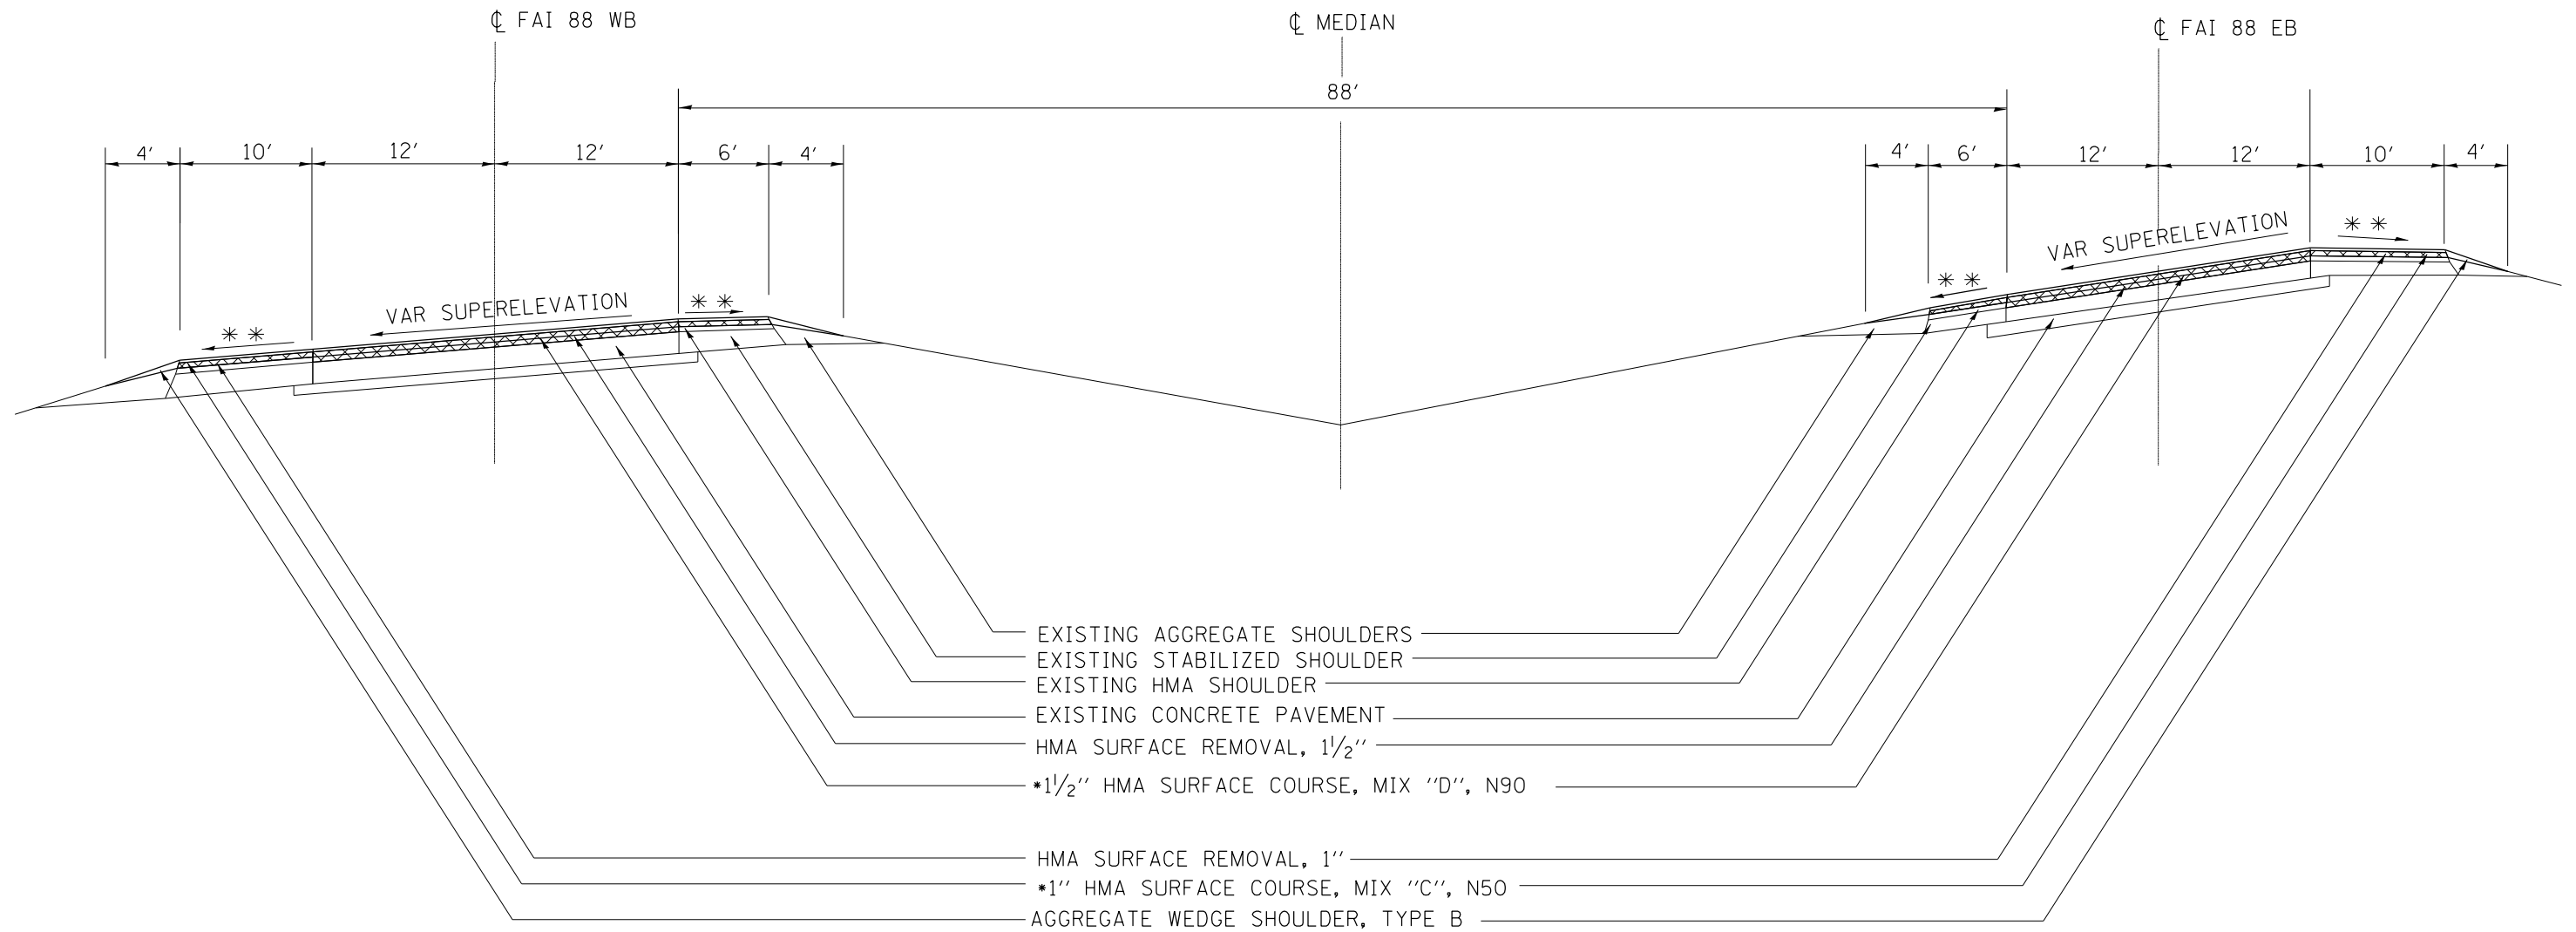 ℄ FAI 88 WB
℄ MEDIAN
℄ FAI 88 EB
88'
4' 10' 12' 12' 6' 4'
4' 6' 12' 12' 10' 4'
VAR SUPERELEVATION
* *
* *
VAR SUPERELEVATION
* *
* *
EXISTING AGGREGATE SHOULDERS
EXISTING STABILIZED SHOULDER
EXISTING HMA SHOULDER
EXISTING CONCRETE PAVEMENT
HMA SURFACE REMOVAL, 1½"
*1½" HMA SURFACE COURSE, MIX "D", N90
HMA SURFACE REMOVAL, 1"
*1" HMA SURFACE COURSE, MIX "C", N50
AGGREGATE WEDGE SHOULDER, TYPE B